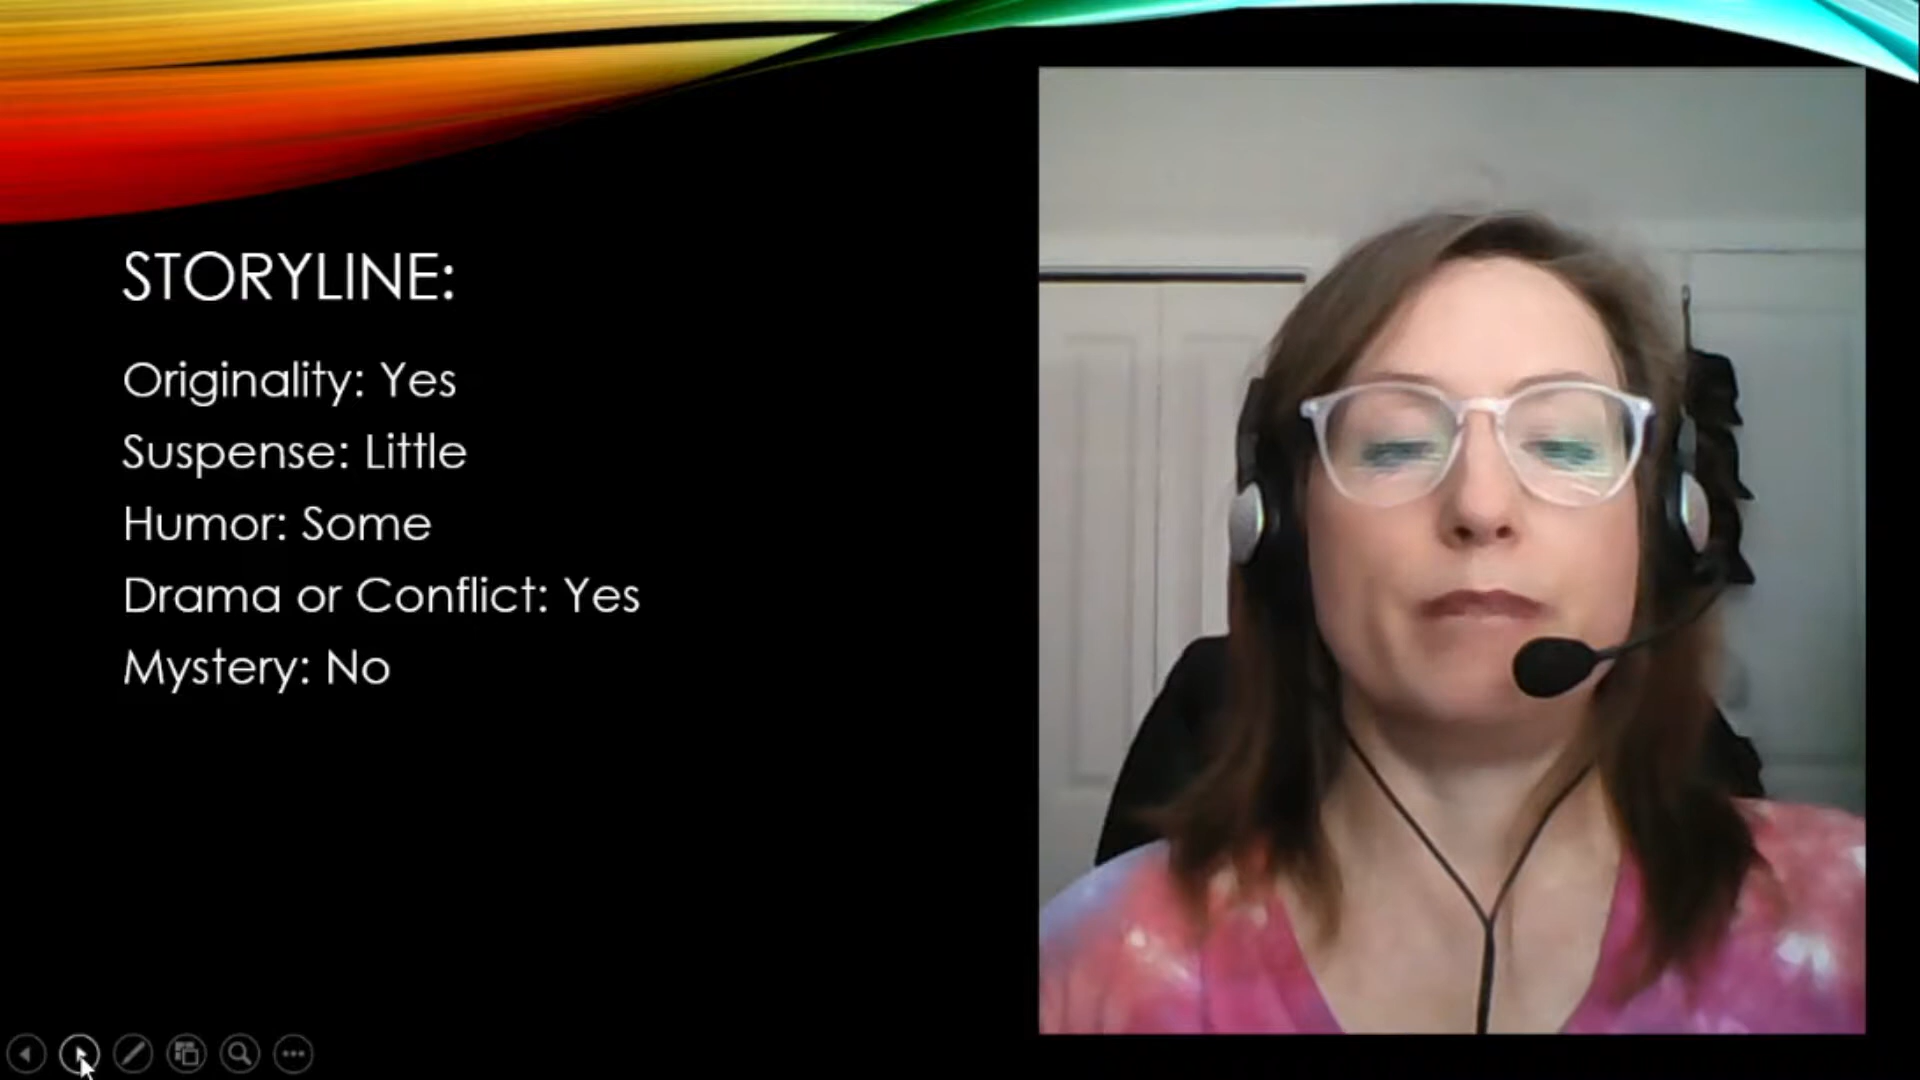 STORYLINE:
Originality: Yes
Suspense: Little
Humor: Some
Drama or Conflict: Yes
Mystery: No